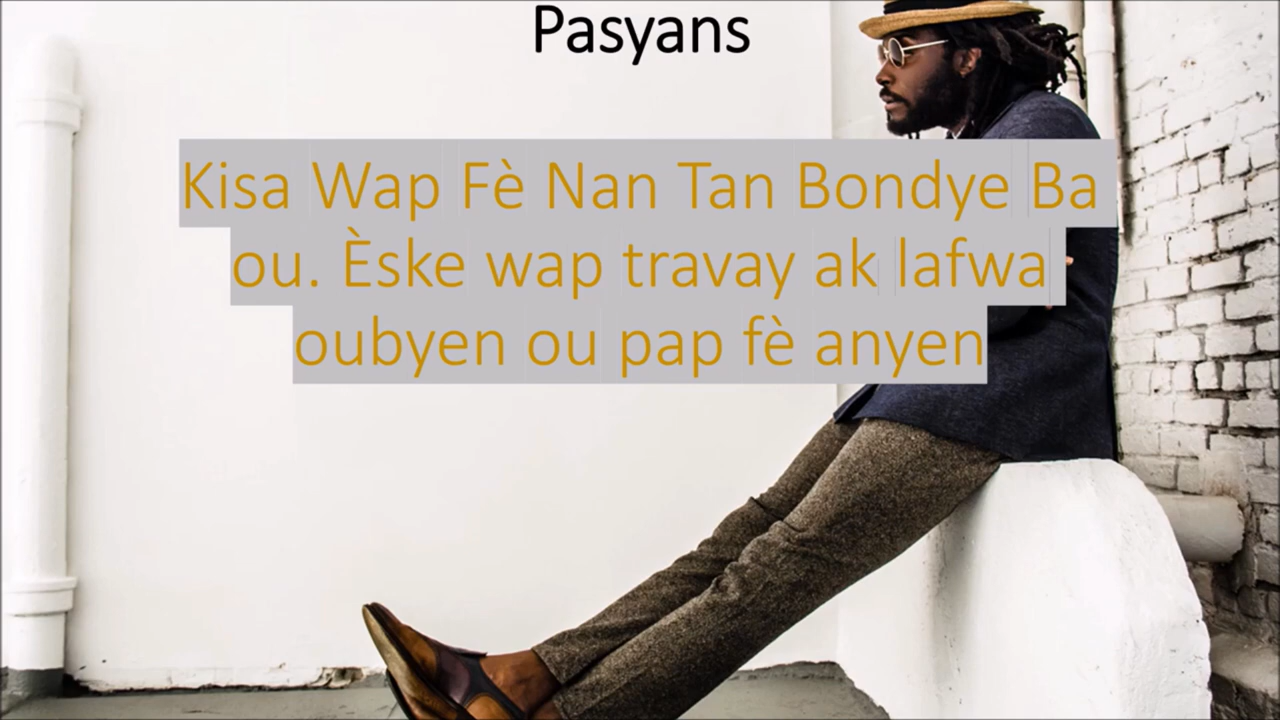 Pasyans
Kisa Wap Fè Nan Tan Bondye Ba
ou. Èske wap travay ak lafwa
oubyen ou pap fè anyen